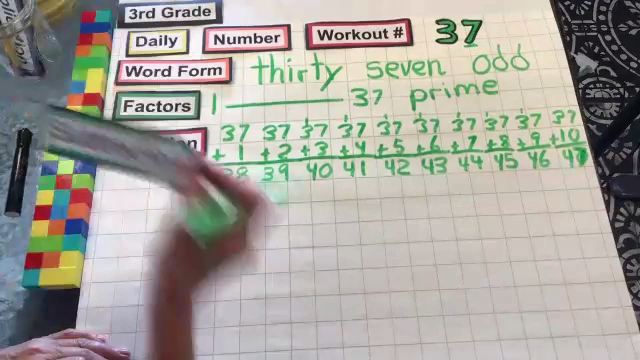 3rd Grade
Daily Number Workout # 37
Word Form thirty seven odd
Factors 1 37 prime
37 37 37 37 37 37 37 37 37 37
+ 1 + 2 + 3 + 4 + 5 + 6 + 7 + 8 + 9 + 10
39 40 41 42 43 44 45 46 47